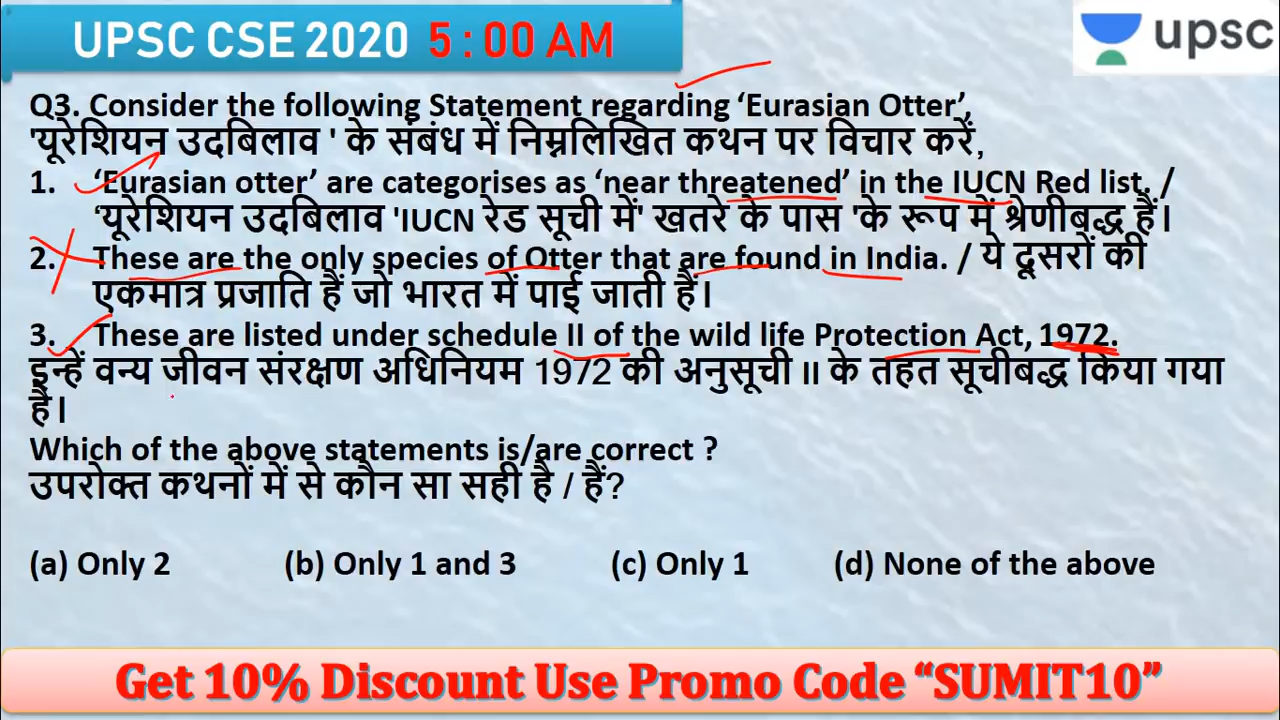 UPSC CSE 2020 5 : 00 AM
upsc
Q3. Consider the following Statement regarding ‘Eurasian Otter’,
'यूरेशियन उदबिलाव ' के संबंध में निम्नलिखित कथन पर विचार करें,
1. ‘Eurasian otter’ are categorises as ‘near threatened’ in the IUCN Red list. /
‘यूरेशियन उदबिलाव 'IUCN रेड सूची में' खतरे के पास 'के रूप में श्रेणीबद्ध हैं।
2. These are the only species of Otter that are found in India. / ये दूसरों की
एकमात्र प्रजाति हैं जो भारत में पाई जाती हैं।
3. These are listed under schedule II of the wild life Protection Act, 1972.
इन्हें वन्य जीवन संरक्षण अधिनियम 1972 की अनुसूची II के तहत सूचीबद्ध किया गया
है।
Which of the above statements is/are correct ?
उपरोक्त कथनों में से कौन सा सही है / हैं?
(a) Only 2 (b) Only 1 and 3 (c) Only 1 (d) None of the above
Get 10% Discount Use Promo Code “SUMIT10”